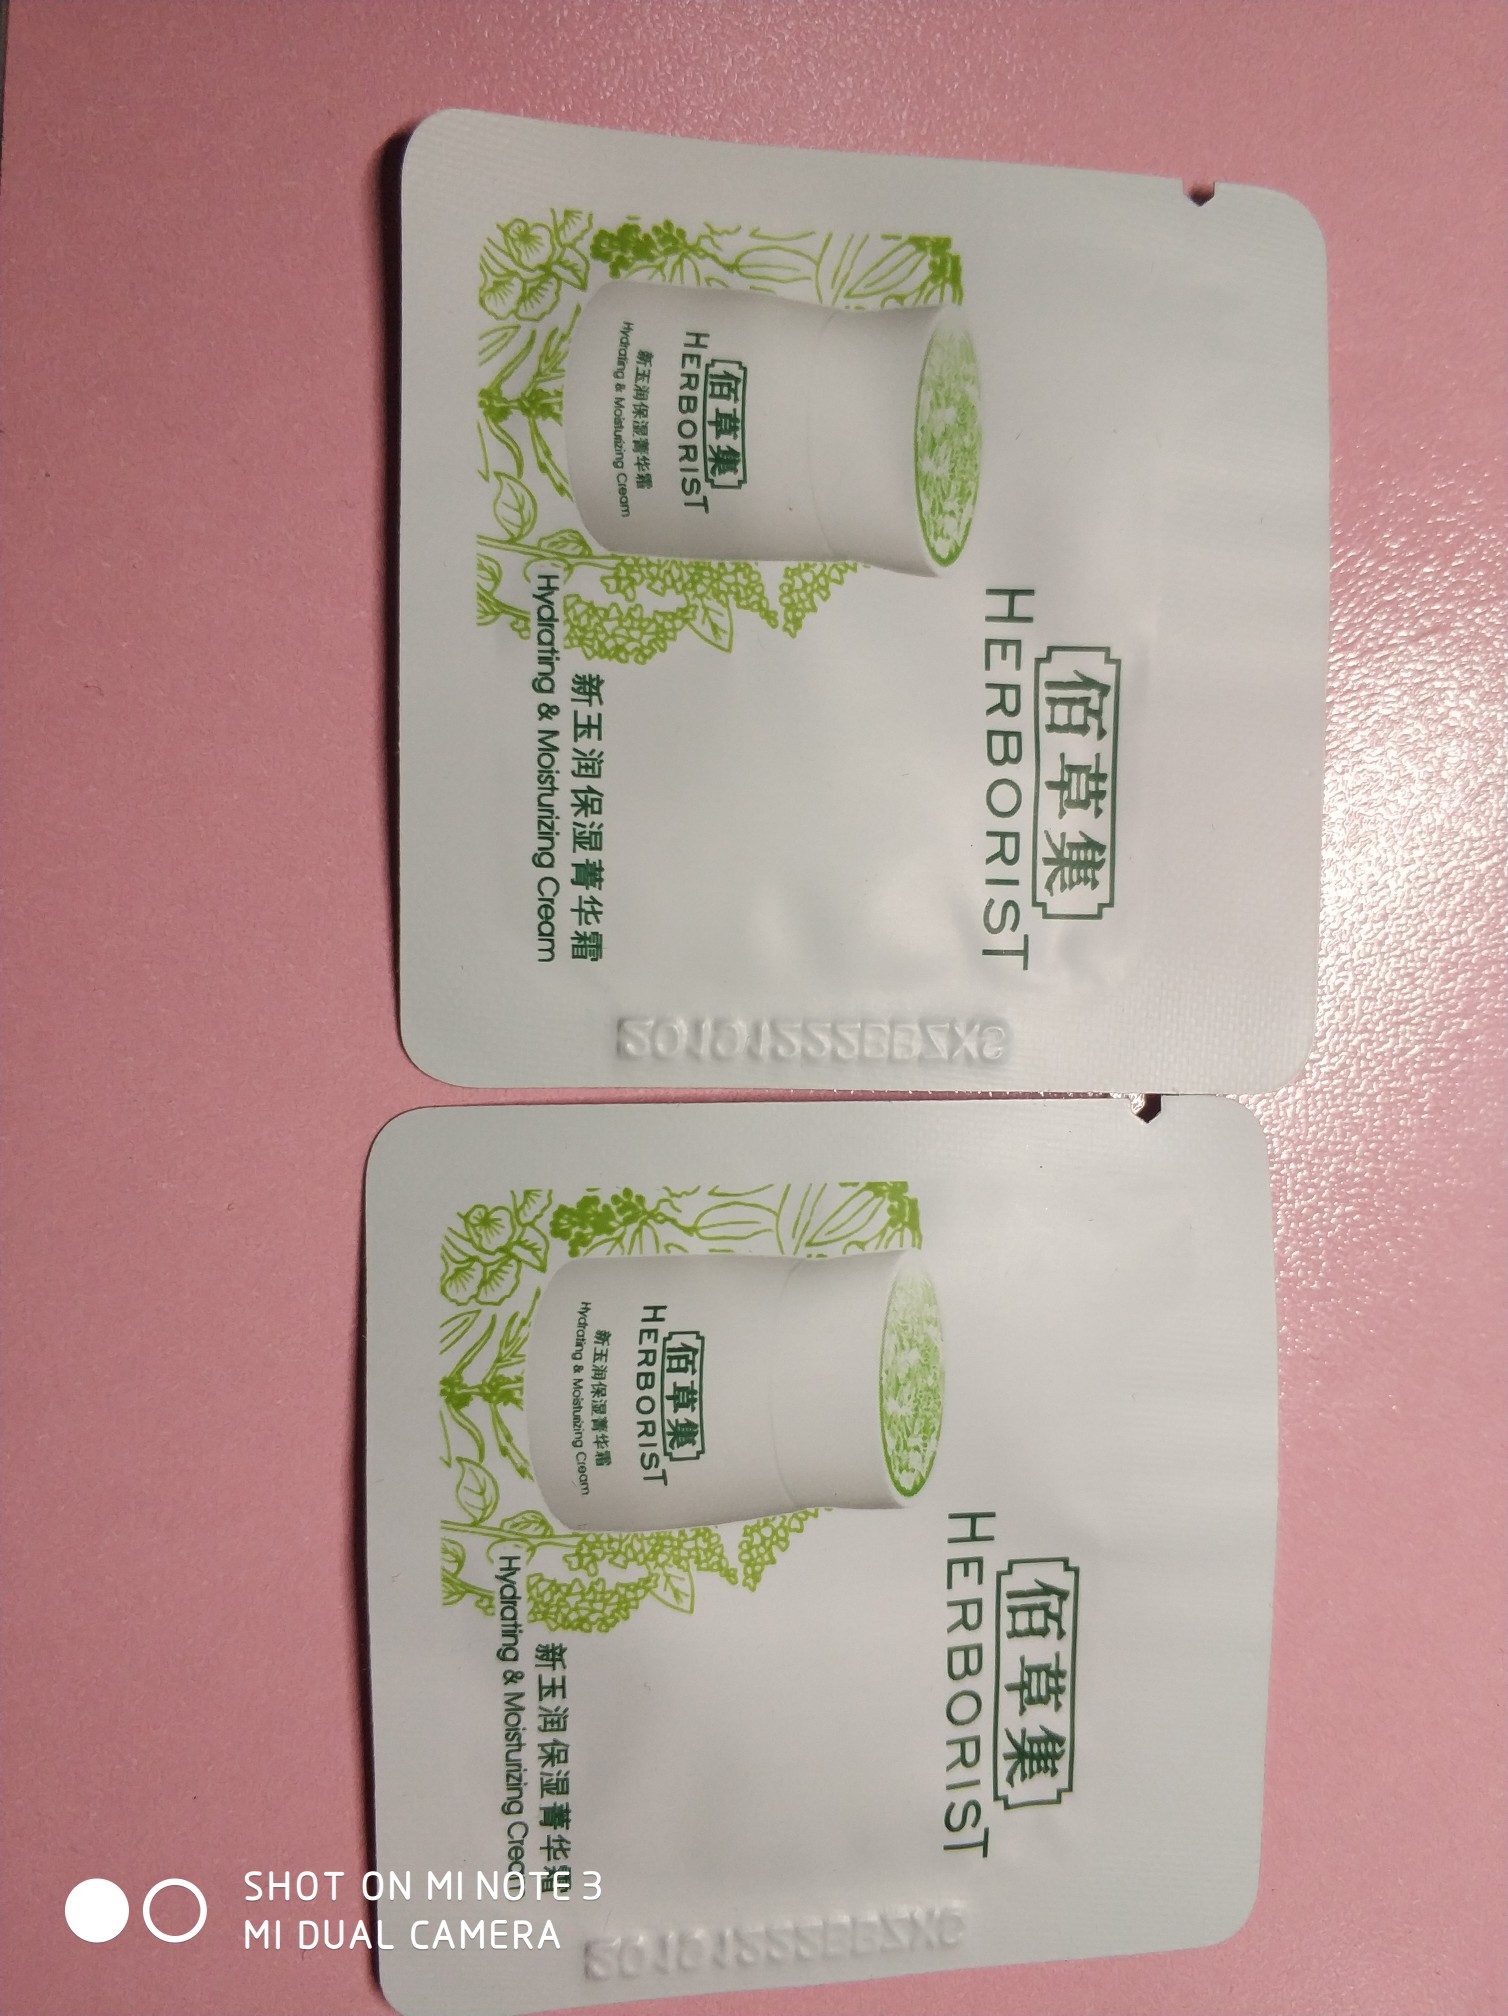 佰草集
HERBORIST
佰草集
HERBORIST
新玉润保湿菁华霜
Hydrating & Moisturizing Cream
新玉润保湿菁华霜
Hydrating & Moisturizing Cream
佰草集
HERBORIST
佰草集
HERBORIST
新玉润保湿菁华霜
Hydrating & Moisturizing Cream
新玉润保湿菁华霜
Hydrating & Moisturizing Cream
SHOT ON MI NOTE 3
MI DUAL CAMERA